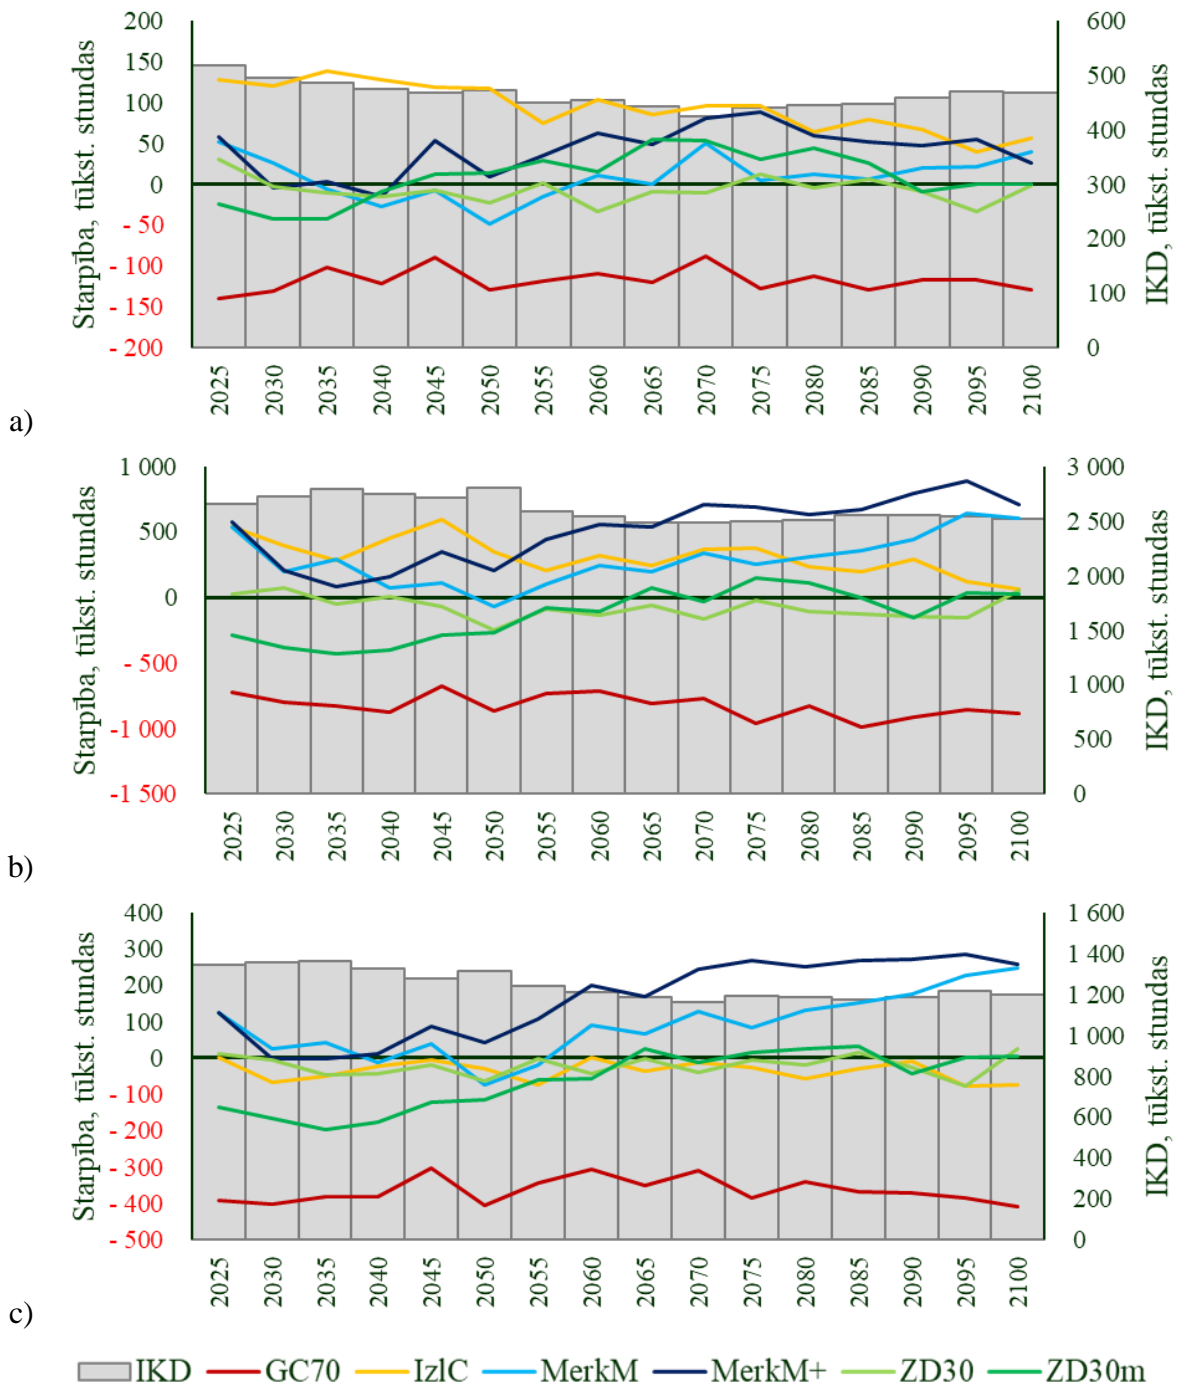 200 600
150 500
100 400
50
0 300
- 50 200
- 100
- 150 100
- 200 0
Starpība, tūkst. stundas
IKD, tūkst. stundas
2025 2030 2035 2040 2045 2050 2055 2060 2065 2070 2075 2080 2085 2090 2095 2100
a)
1 000 3 000
500 2 500
0 2 000
- 500 1 500
- 1 000 1 000
500
-1 500 0
Starpība, tūkst. stundas
IKD, tūkst. stundas
2025 2030 2035 2040 2045 2050 2055 2060 2065 2070 2075 2080 2085 2090 2095 2100
b)
400 1 600
300 1 400
200 1 200
100 1 000
0 800
- 100 600
- 200 400
- 300 200
- 400 0
- 500
Starpība, tūkst. stundas
IKD, tūkst. stundas
2025 2030 2035 2040 2045 2050 2055 2060 2065 2070 2075 2080 2085 2090 2095 2100
c)
IKD GC70 IzlC MerkM MerkM+ ZD30 ZD30m